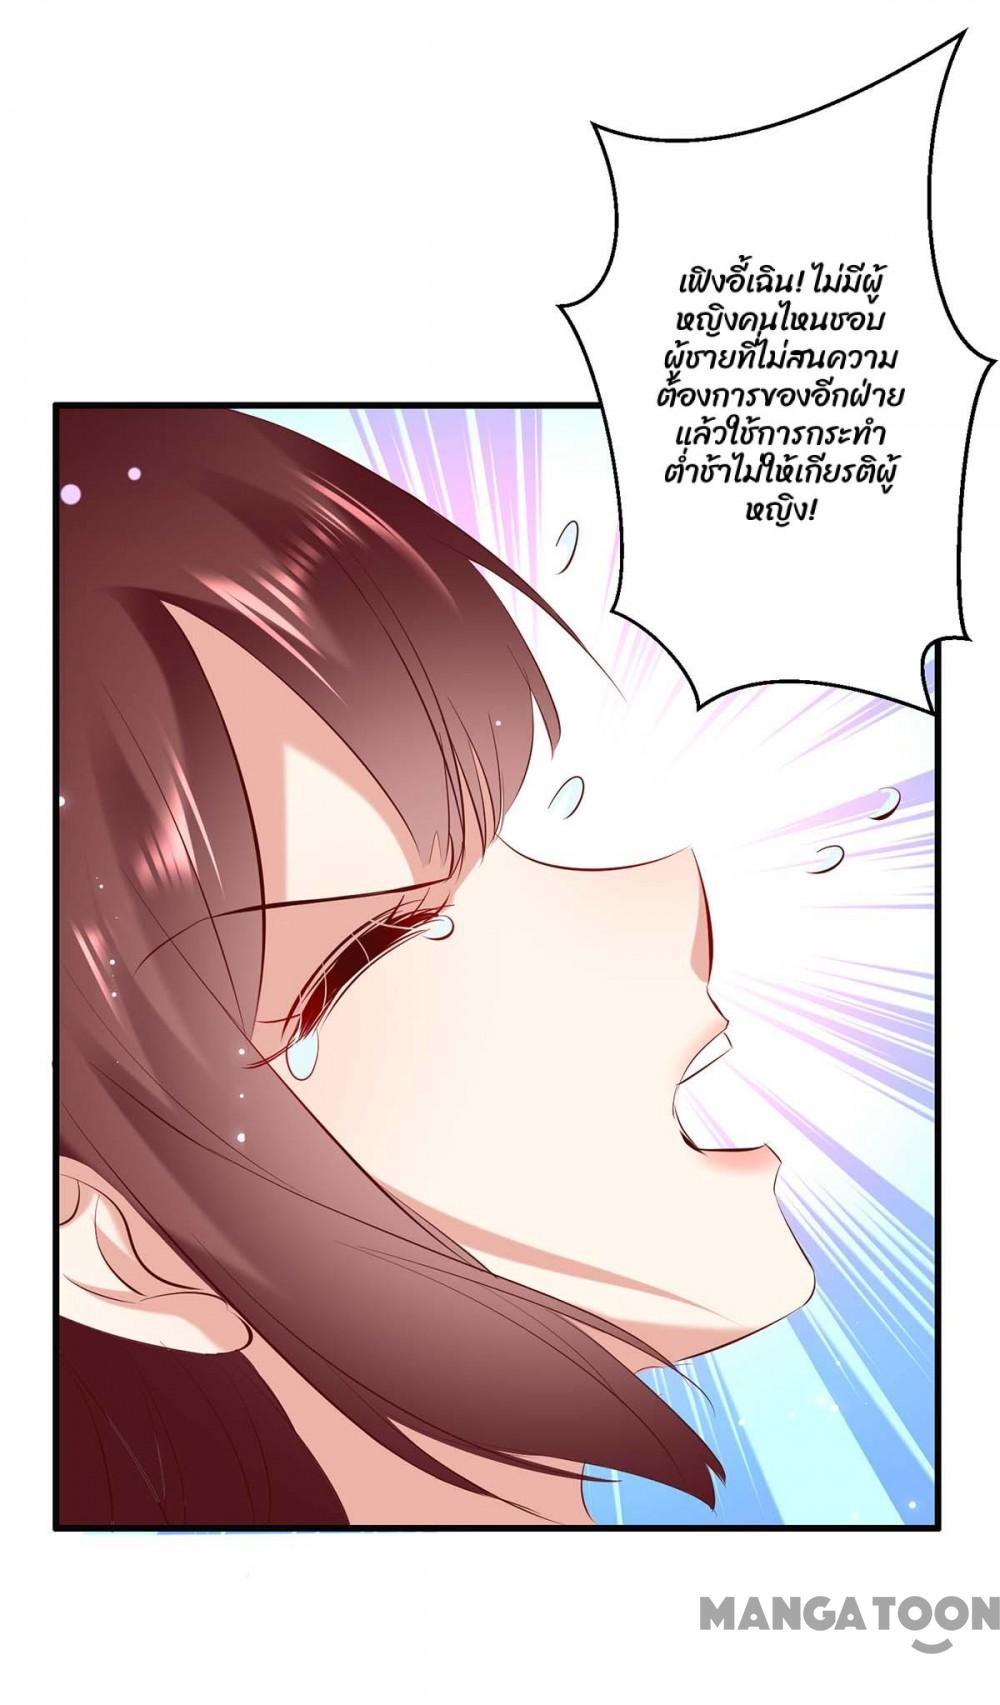 เฟิงอี้เฉิน! ไม่มีผู้
หญิงคนไหนชอบ
ผู้ชายที่ไม่สนความ
ต้องการของอีกฝ่าย
แล้วใช้การกระทำ
ต่ำช้าไม่ให้เกียรติผู้
หญิง!
MANGATOON